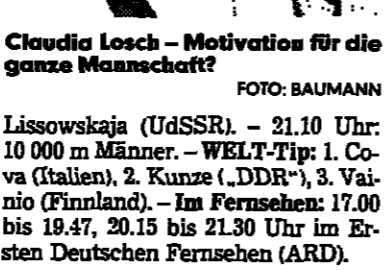 Claudia Losch – Motivation für die
ganze Mannschaft?
FOTO: BAUMANN
Lissowskaja (UdSSR). – 21.10 Uhr:
10 000 m Männer. – WELT-Tip: 1. Co-
va (Italien), 2. Kunze („DDR“), 3. Vai-
nio (Finnland). – Im Fernsehen: 17.00
bis 19.47, 20.15 bis 21.30 Uhr im Er-
sten Deutschen Fernsehen (ARD).